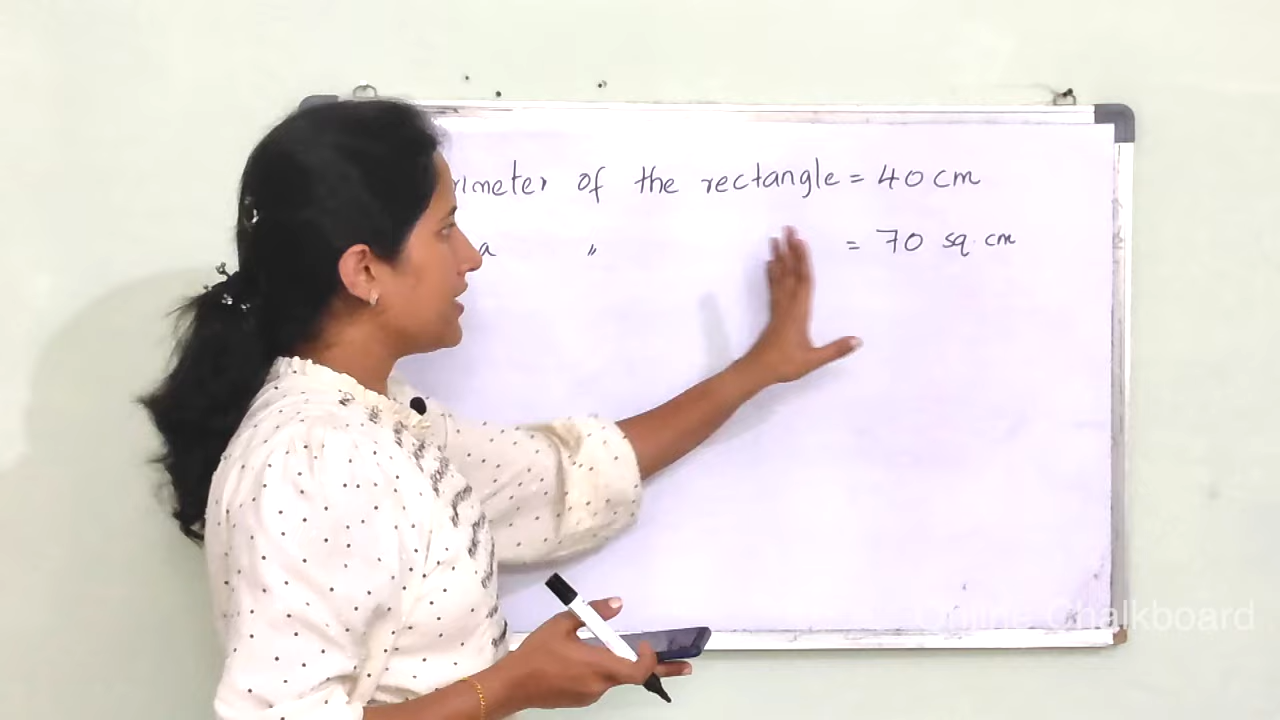 rimeter of the rectangle = 40 cm
a " = 70 sq. cm
Online Chalkboard